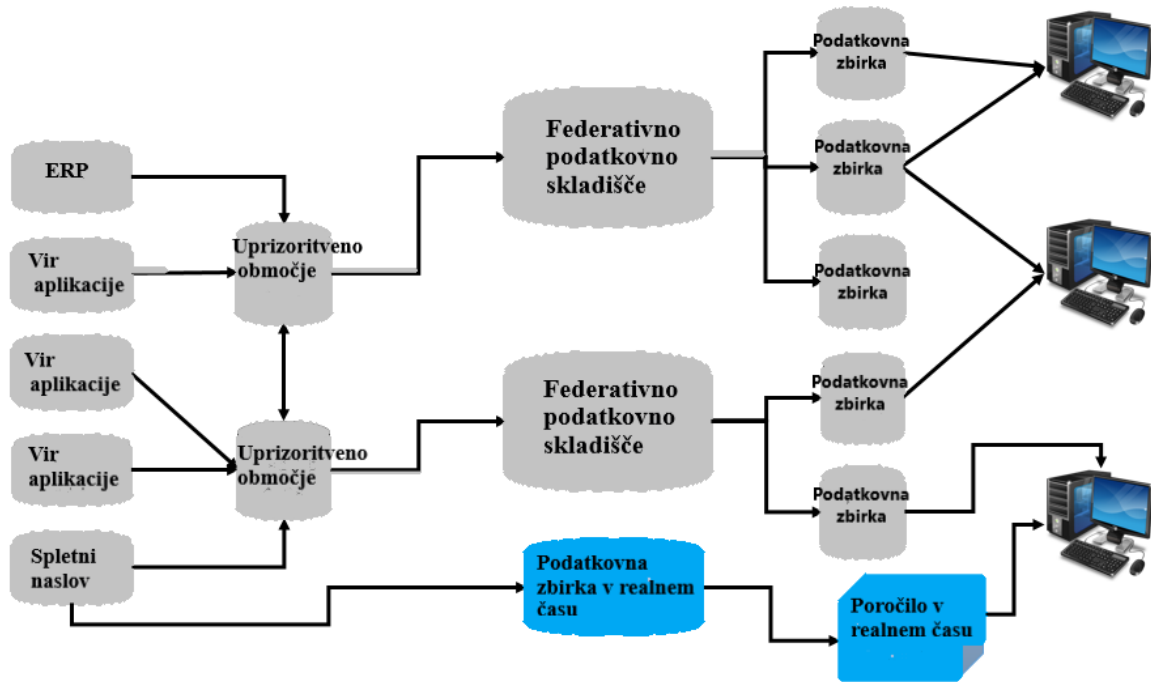 ERP
Vir
aplikacije
Vir
aplikacije
Vir
aplikacije
Spletni
naslov
Uprizoritveno
območje
Uprizoritveno
območje
Federativno
podatkovno
skladišče
Federativno
podatkovno
skladišče
Podatkovna
zbirka v realnem
času
Podatkovna
zbirka
Podatkovna
zbirka
Podatkovna
zbirka
Podatkovna
zbirka
Podatkovna
zbirka
Poročilo v
realnem času